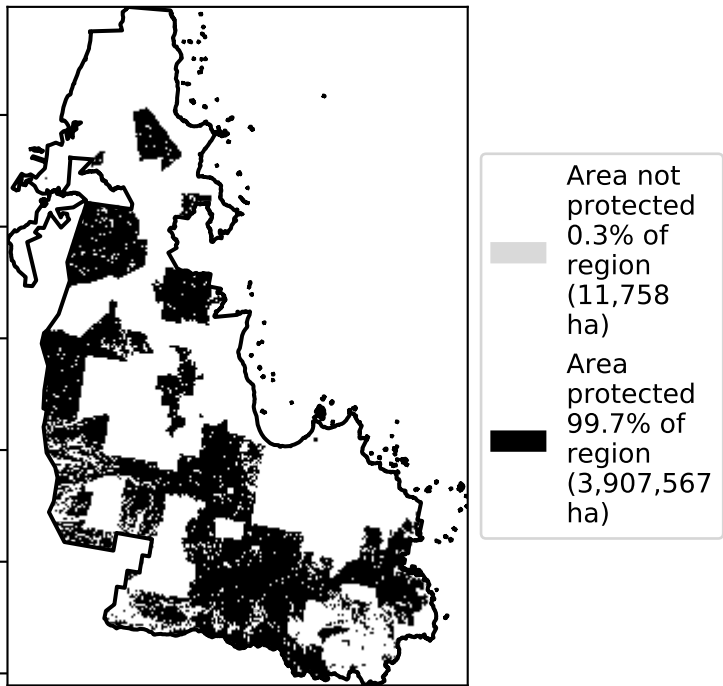 Area not
protected
0.3% of
region
(11,758
ha)
Area
protected
99.7% of
region
(3,907,567
ha)